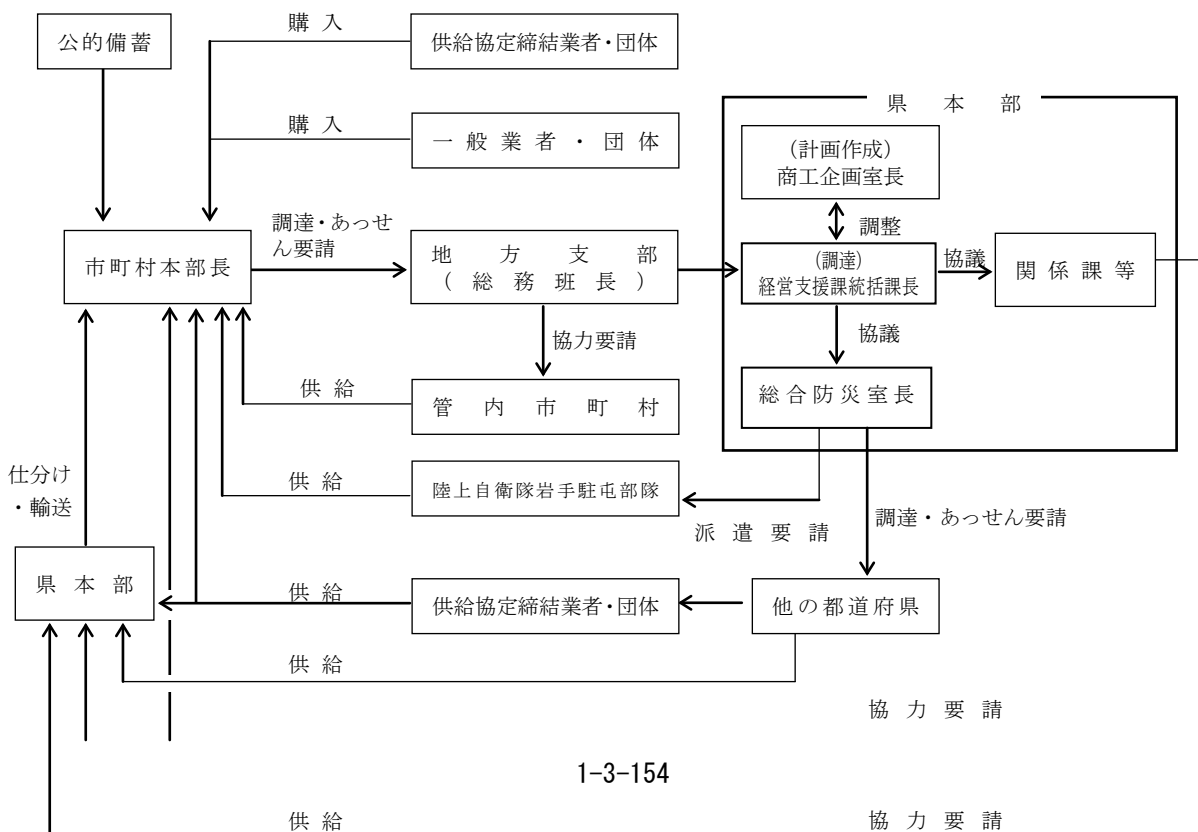 購入
公的備蓄
供給協定締結業者・団体
県本部
購入
一般業者・団体
(計画作成)
商工企画室長
調達・あっせ
ん要請
調整
市町村本部長
地方支部
(総務班長)
(調達)
経営支援課統括課長
協議
関係課等
協力要請
協議
供給
管内市町村
総合防災室長
仕分け
・輸送
供給
陸上自衛隊岩手駐屯部隊
派遣要請
調達・あっせん要請
県本部
供給
供給協定締結業者・団体
他の都道府県
供給
協力要請
1-3-154
供給
協力要請